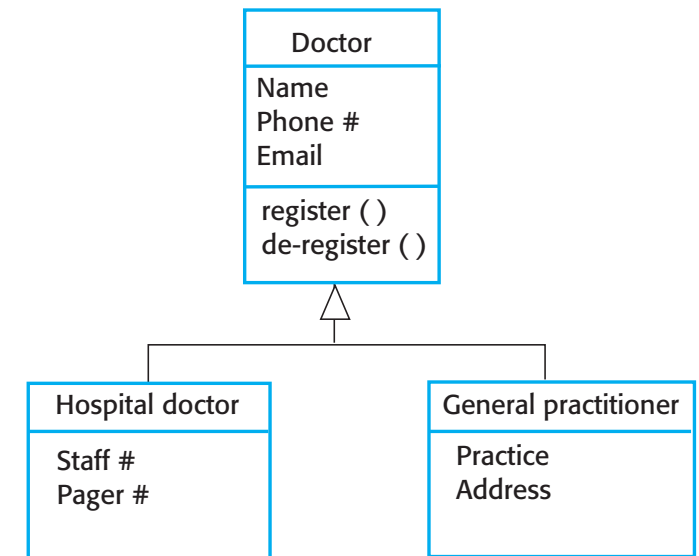 Doctor
Name
Phone #
Email
register ( )
de-register ( )
Hospital doctor
Staff #
Pager #
General practitioner
Practice
Address